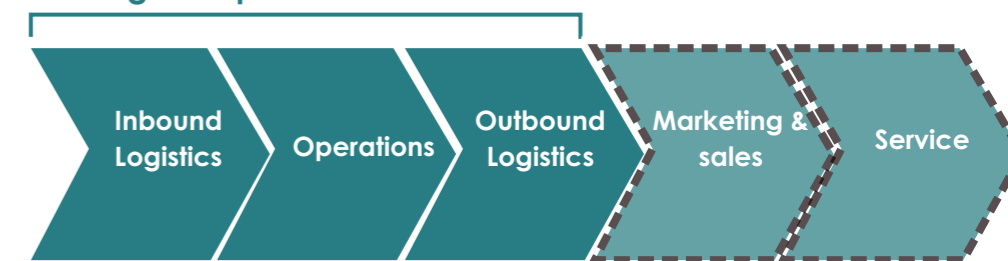 Inbound
Logistics
Operations
Outbound
Logistics
Marketing &
sales
Service